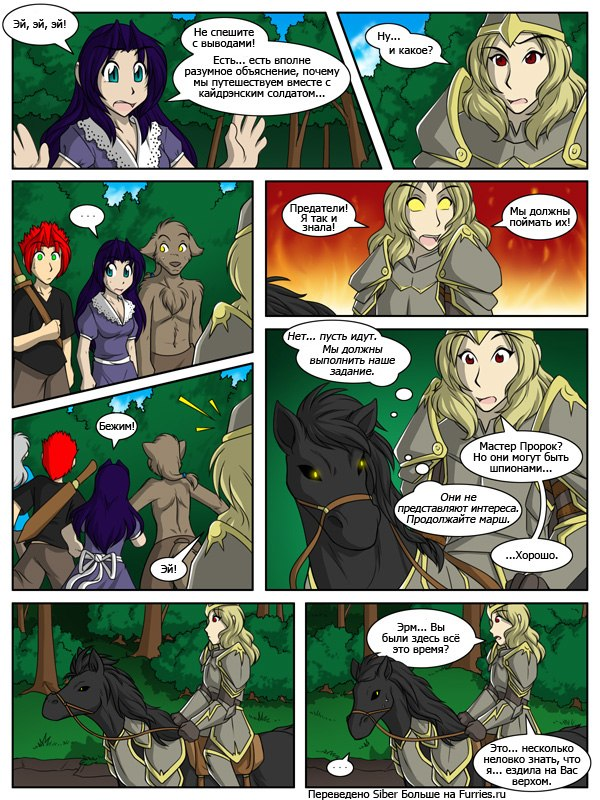 Эй, эй, эй!
Не спешите
с выводами!
Есть... есть вполне
разумное объяснение, почему
мы путешествуем вместе с
кайдрэнским солдатом...
Ну...
и какое?
...
Предатели!
Я так и
знала!
Мы должны
поймать их!
Бежим!
Эй!
Нет... пусть идут.
Мы должны
выполнить наше
задание.
Мастер Пророк?
Но они могут быть
шпионами...
Они не
представляют интереса.
Продолжайте марш.
...Хорошо.
Эрм... Вы
были здесь всё
это время?
...
Это... несколько
неловко знать, что
я... ездила на Вас
верхом.
Переведено Siber Больше на Furries.ru